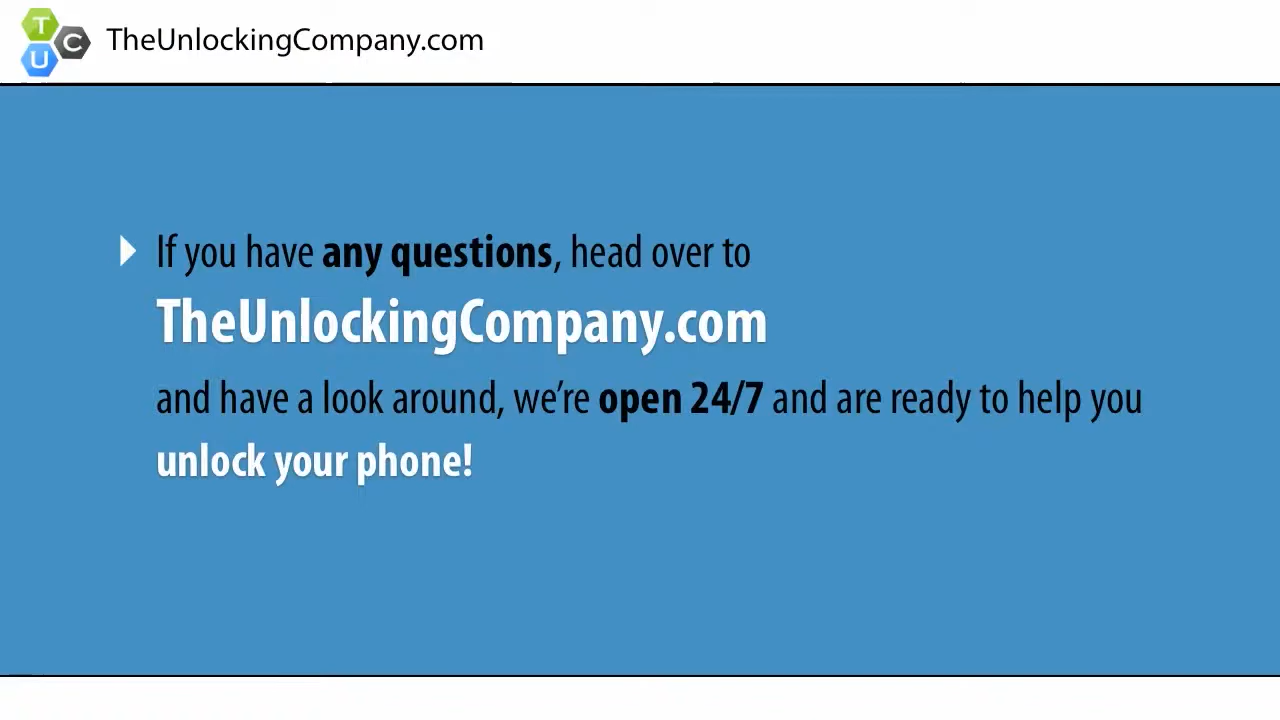 T
C
U
TheUnlockingCompany.com
If you have any questions, head over to
TheUnlockingCompany.com
and have a look around, we’re open 24/7 and are ready to help you
unlock your phone!